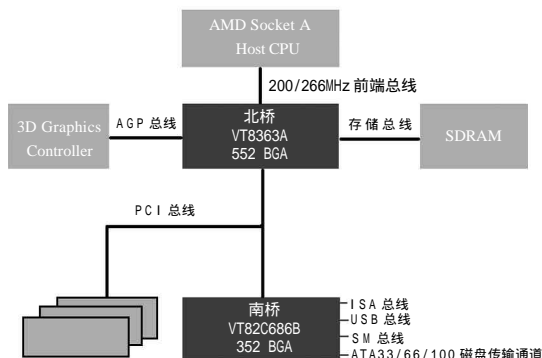 AMD Socket A
Host CPU
200/266MHz 前端总线
3D Graphics
Controller
AGP 总线
北桥
VT8363A
552 BGA
存储总线
SDRAM
PCI 总线
南桥
VT82C686B
352 BGA
ISA 总线
USB 总线
SM 总线
ATA33/66/100 磁盘传输通道